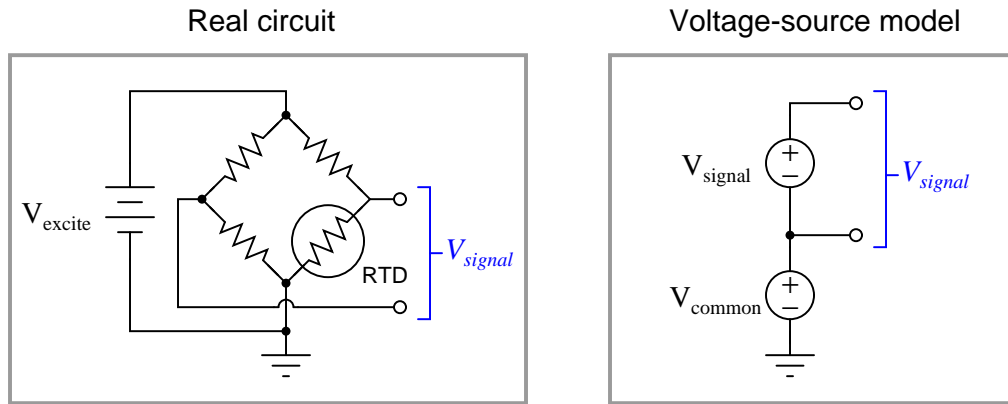 Real circuit
Voltage-source model
V_excite
RTD
V_signal
V_signal
+
−
V_signal
V_common
+
−